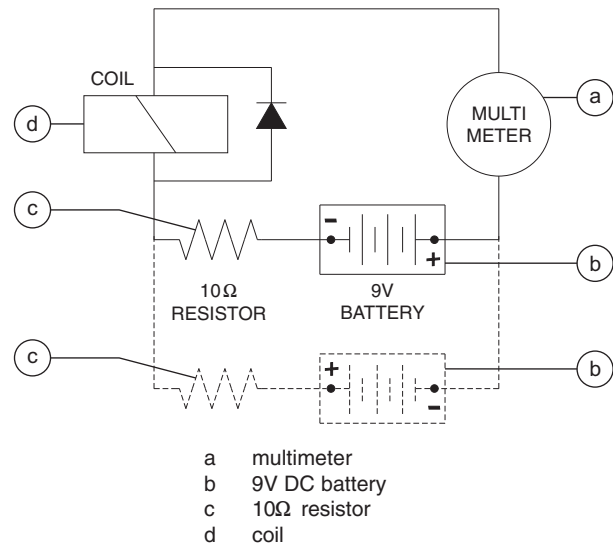 COIL
d
MULTI
METER
a
c
-
+
10Ω
RESISTOR
9V
BATTERY
b
c
+
-
b
a multimeter
b 9V DC battery
c 10Ω resistor
d coil